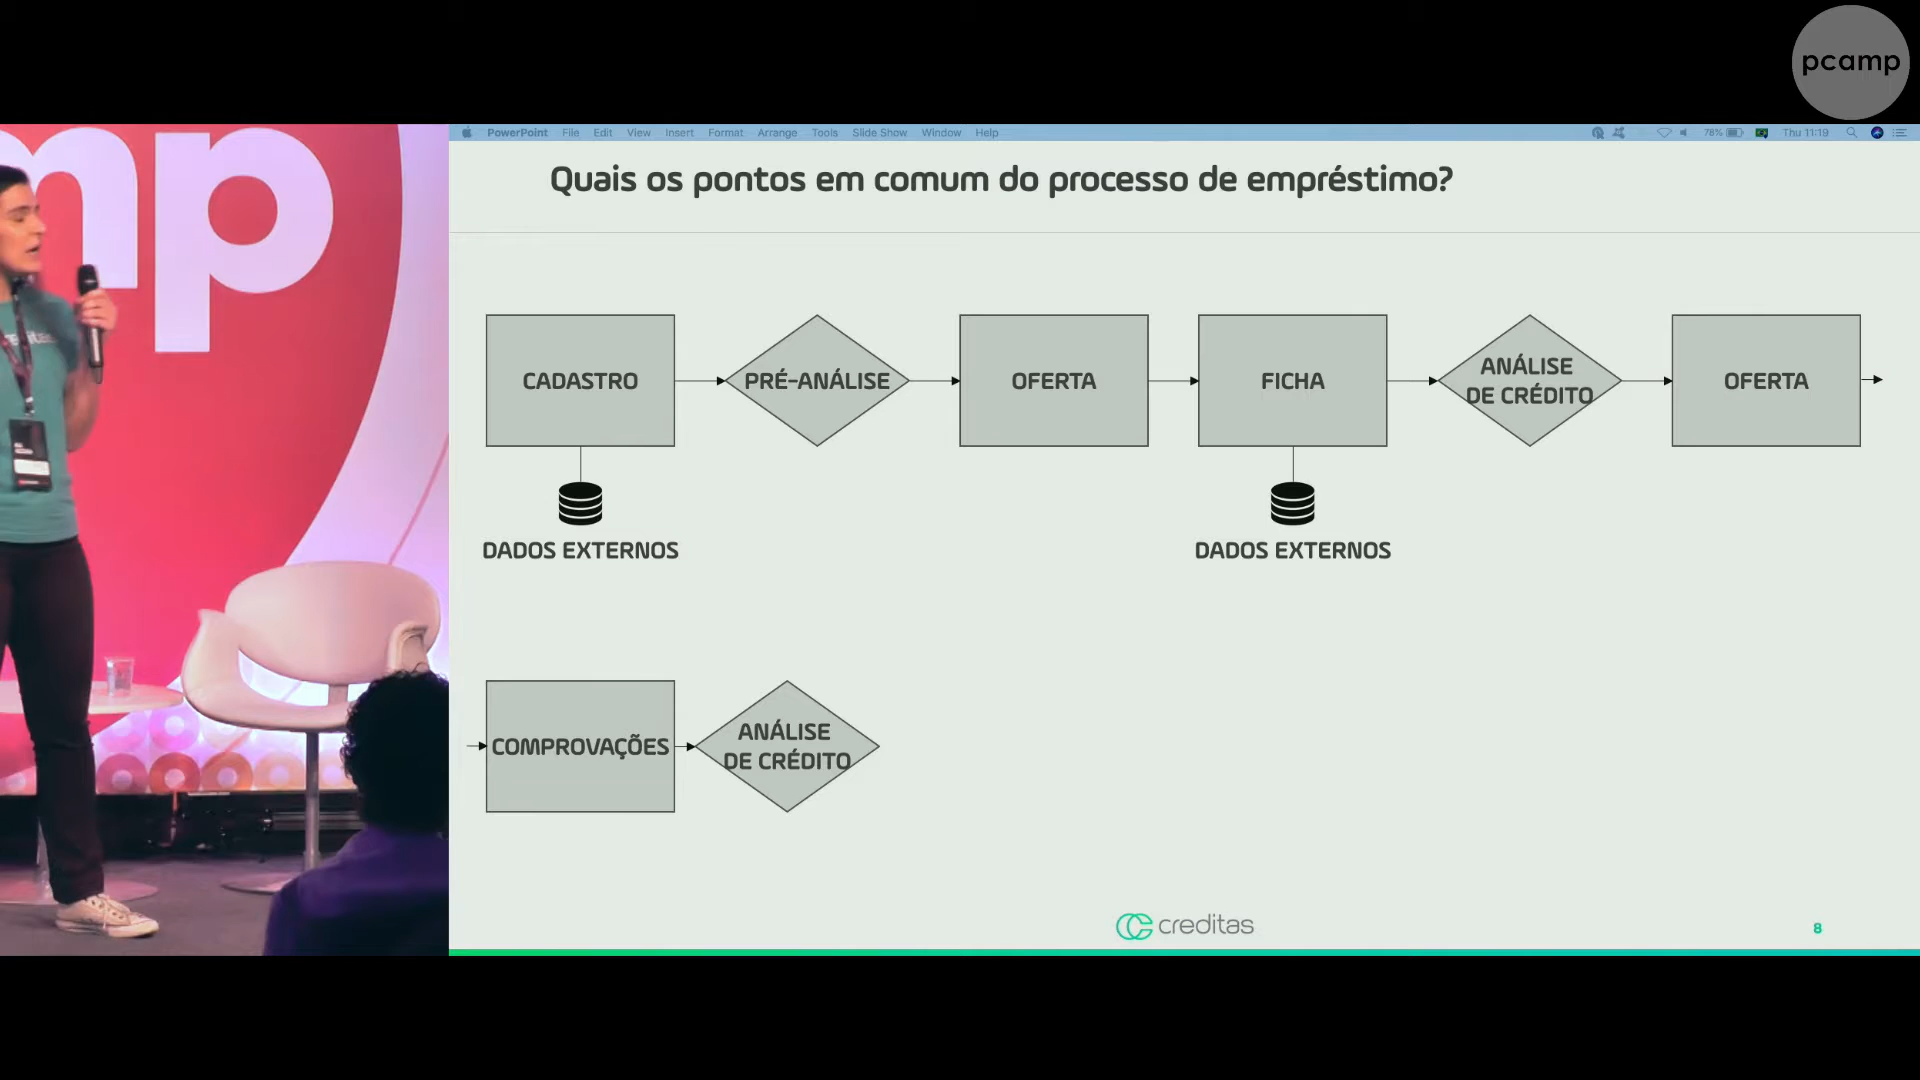 pcamp
mp
PowerPoint File Edit View Insert Format Arrange Tools Slide Show Window Help
78% Thu 11:19
Quais os pontos em comum do processo de empréstimo?
CADASTRO
PRÉ-ANÁLISE
OFERTA
FICHA
ANÁLISE
DE CRÉDITO
OFERTA
DADOS EXTERNOS
DADOS EXTERNOS
COMPROVAÇÕES
ANÁLISE
DE CRÉDITO
creditas
8